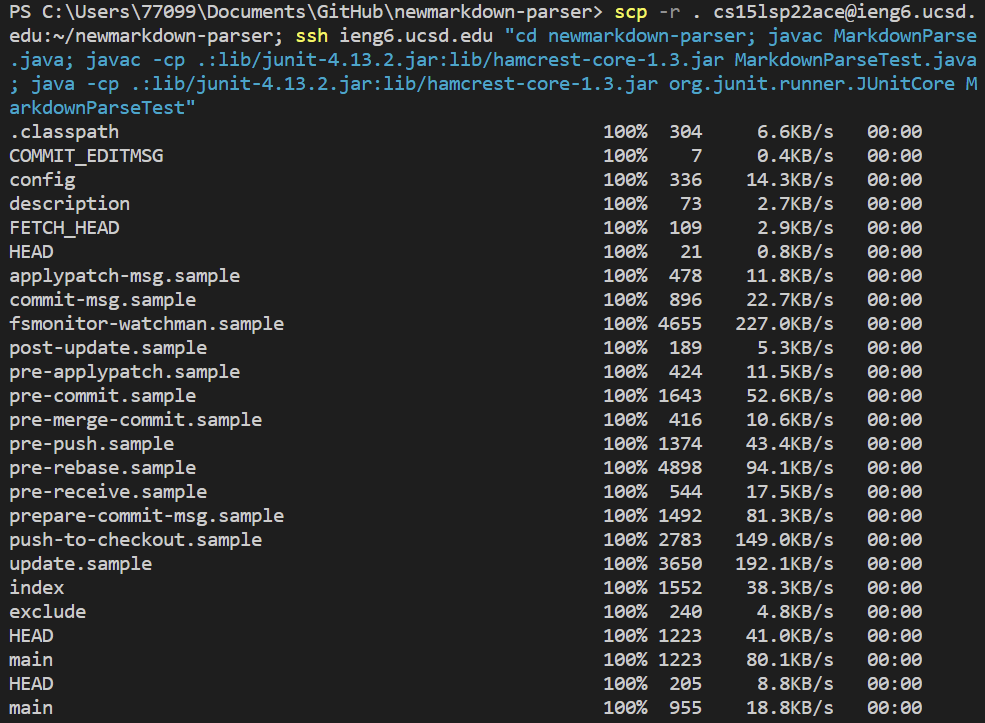 PS C:\Users\77099\Documents\GitHub\newmarkdown-parser> scp -r . cs15lsp22ace@ieng6.ucsd.
edu:~/newmarkdown-parser; ssh ieng6.ucsd.edu "cd newmarkdown-parser; javac MarkdownParse
.java; javac -cp .:lib/junit-4.13.2.jar:lib/hamcrest-core-1.3.jar MarkdownParseTest.java
; java -cp .:lib/junit-4.13.2.jar:lib/hamcrest-core-1.3.jar org.junit.runner.JUnitCore M
arkdownParseTest"
.classpath 100% 304 6.6KB/s 00:00
COMMIT_EDITMSG 100% 7 0.4KB/s 00:00
config 100% 336 14.3KB/s 00:00
description 100% 73 2.7KB/s 00:00
FETCH_HEAD 100% 109 2.9KB/s 00:00
HEAD 100% 21 0.8KB/s 00:00
applypatch-msg.sample 100% 478 11.8KB/s 00:00
commit-msg.sample 100% 896 22.7KB/s 00:00
fsmonitor-watchman.sample 100% 4655 227.0KB/s 00:00
post-update.sample 100% 189 5.3KB/s 00:00
pre-applypatch.sample 100% 424 11.5KB/s 00:00
pre-commit.sample 100% 1643 52.6KB/s 00:00
pre-merge-commit.sample 100% 416 10.6KB/s 00:00
pre-push.sample 100% 1374 43.4KB/s 00:00
pre-rebase.sample 100% 4898 94.1KB/s 00:00
pre-receive.sample 100% 544 17.5KB/s 00:00
prepare-commit-msg.sample 100% 1492 81.3KB/s 00:00
push-to-checkout.sample 100% 2783 149.0KB/s 00:00
update.sample 100% 3650 192.1KB/s 00:00
index 100% 1552 38.3KB/s 00:00
exclude 100% 240 4.8KB/s 00:00
HEAD 100% 1223 41.0KB/s 00:00
main 100% 1223 80.1KB/s 00:00
HEAD 100% 205 8.8KB/s 00:00
main 100% 955 18.8KB/s 00:00